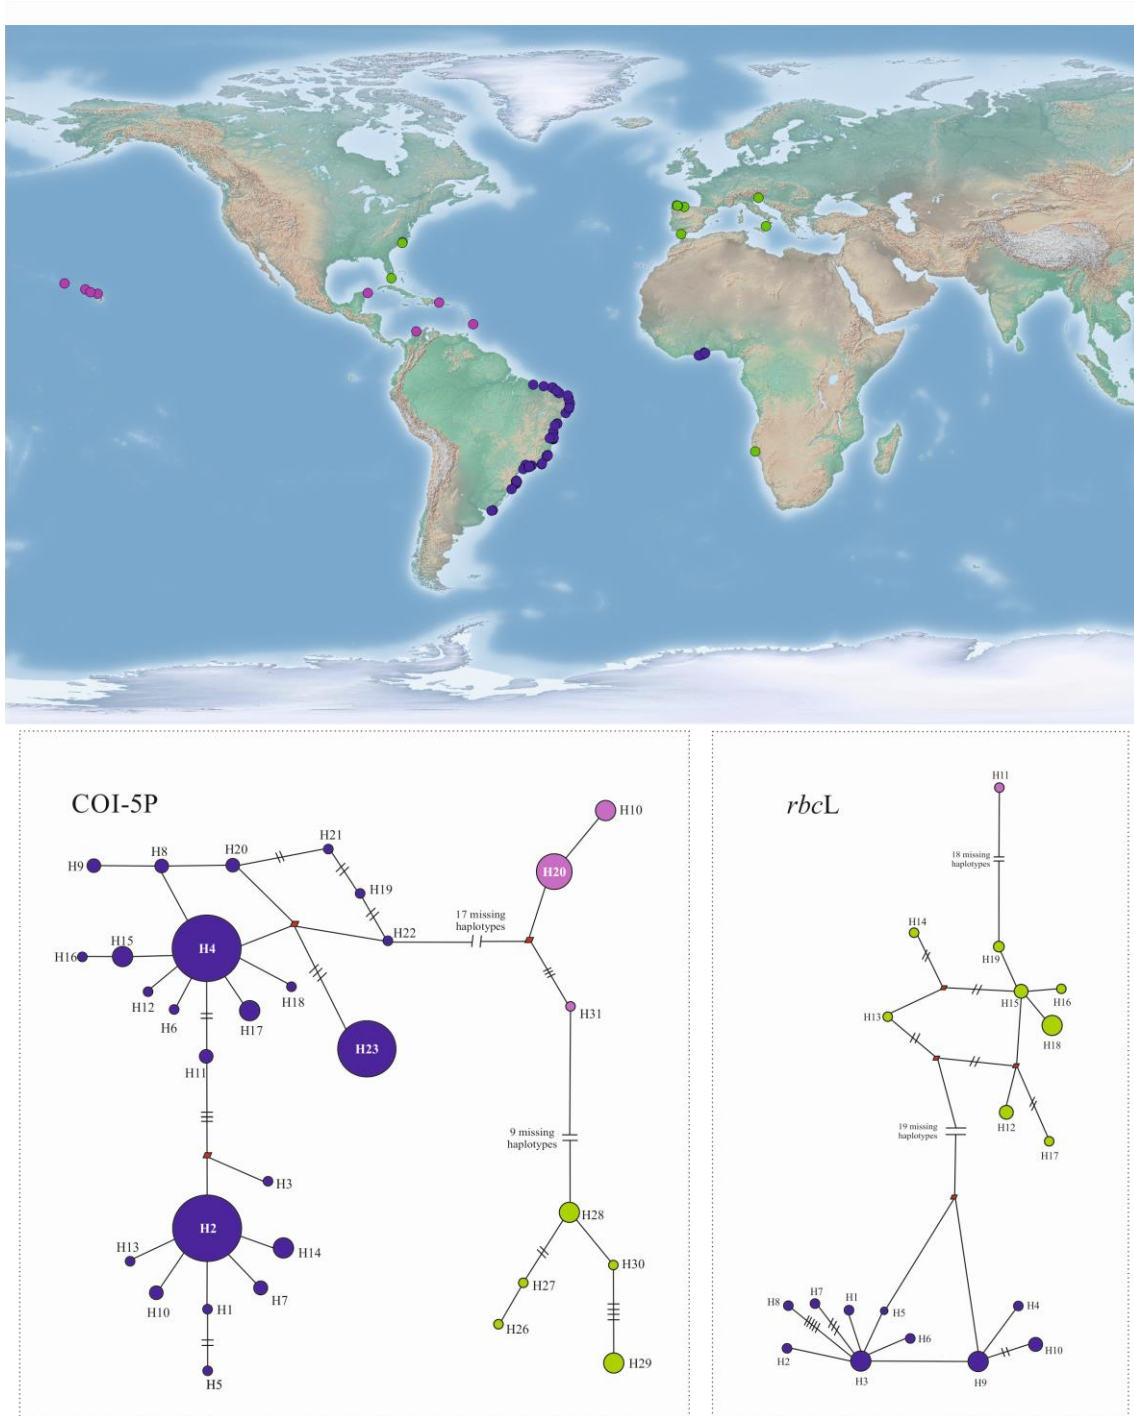 COI-5P
H10
H21
H9
H8
H20
H20
H19
17 missing
haplotypes
H22
H16
H15
H4
H12
H6
H17
H18
H31
H23
H11
9 missing
haplotypes
H3
H2
H28
H13
H14
H30
H10
H1
H7
H27
H26
H5
H29
rbcL
H11
18 missing
haplotypes
H14
H19
H15
H16
H13
H18
H12
H17
19 missing
haplotypes
H8
H7
H1
H5
H4
H6
H10
H2
H3
H9